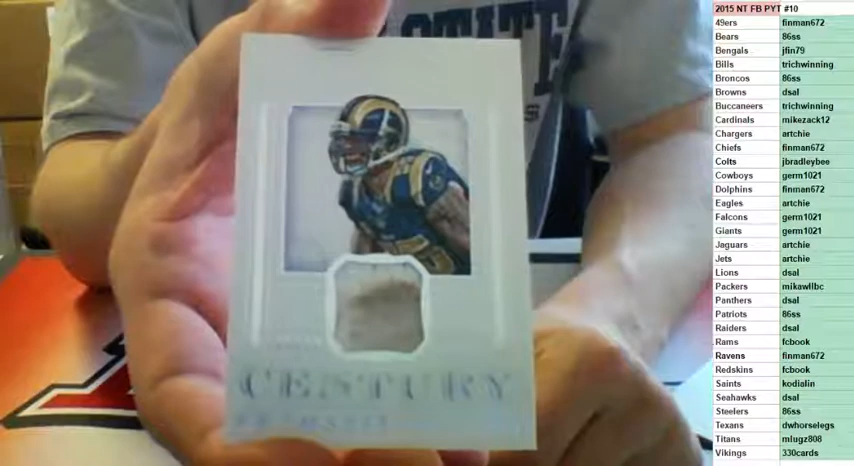 STATE
CENTURY
2015 NT FB PYT #10
49ers finman672
Bears 86ss
Bengals jfin79
Bills trichwinning
Broncos 86ss
Browns dsal
Buccaneers trichwinning
Cardinals mikezack12
Chargers artchie
Chiefs finman672
Colts jbradleybee
Cowboys germ1021
Dolphins finman672
Eagles artchie
Falcons germ1021
Giants germ1021
Jaguars artchie
Jets artchie
Lions dsal
Packers mikawllbc
Panthers dsal
Patriots 86ss
Raiders dsal
Rams fcbook
Ravens finman672
Redskins fcbook
Saints kodialin
Seahawks dsal
Steelers 86ss
Texans dwhorselegs
Titans mlugz808
Vikings 330cards